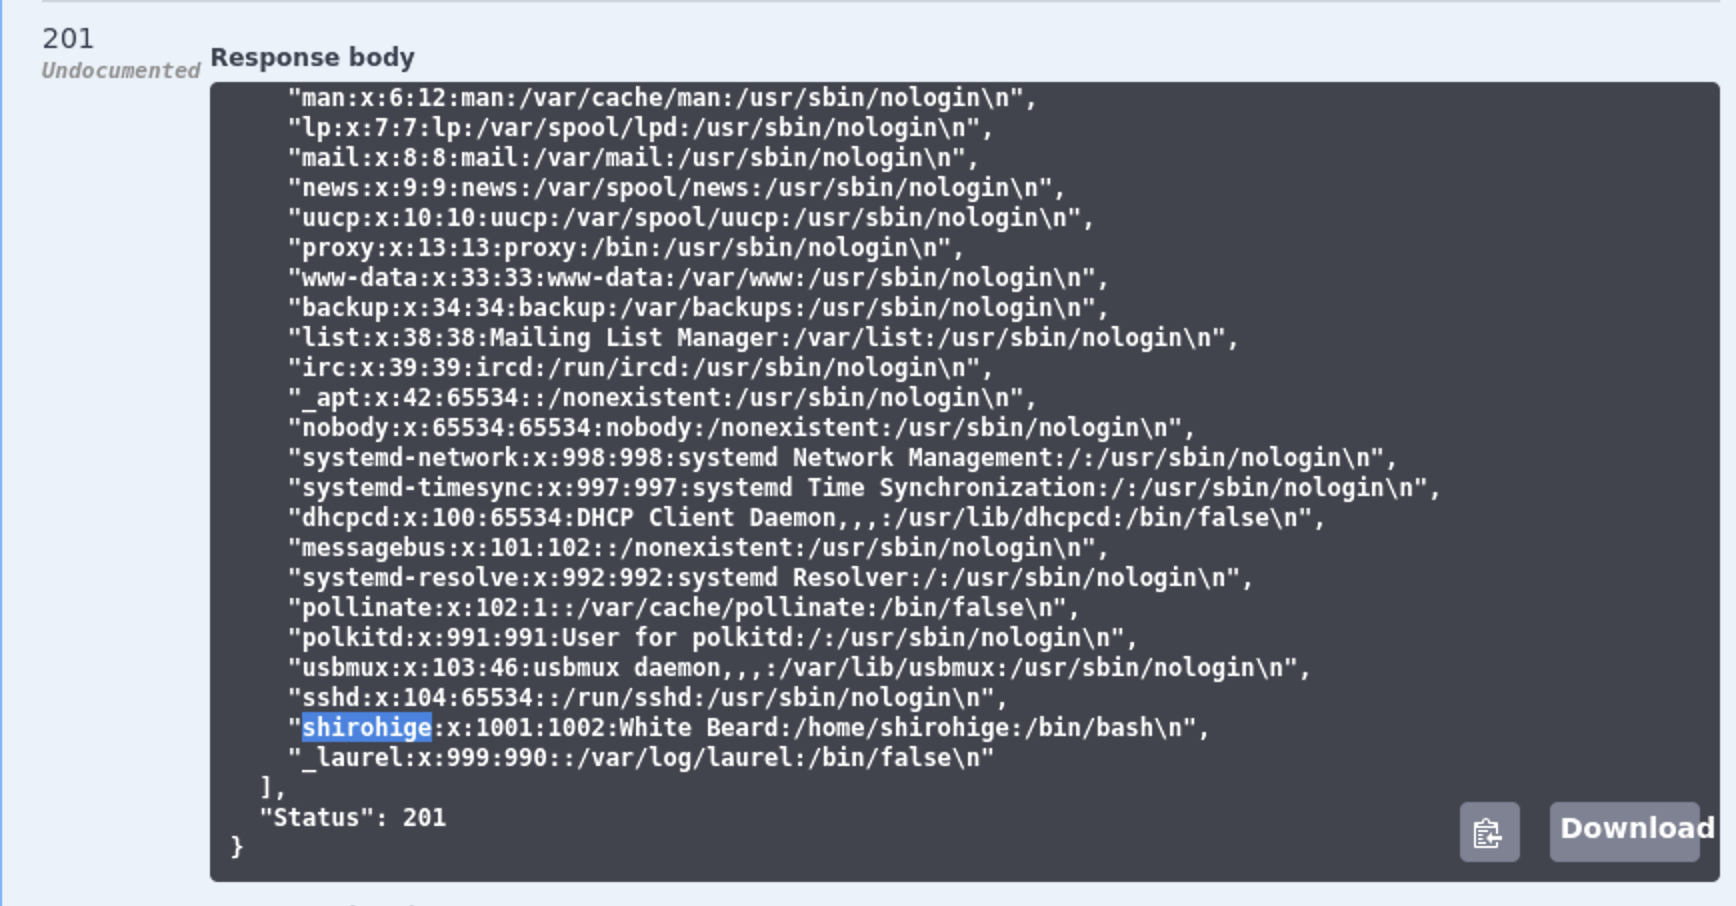 201
Undocumented
Response body
"man:x:6:12:man:/var/cache/man:/usr/sbin/nologin\n",
"lp:x:7:7:lp:/var/spool/lpd:/usr/sbin/nologin\n",
"mail:x:8:8:mail:/var/mail:/usr/sbin/nologin\n",
"news:x:9:9:news:/var/spool/news:/usr/sbin/nologin\n",
"uucp:x:10:10:uucp:/var/spool/uucp:/usr/sbin/nologin\n",
"proxy:x:13:13:proxy:/bin:/usr/sbin/nologin\n",
"www-data:x:33:33:www-data:/var/www:/usr/sbin/nologin\n",
"backup:x:34:34:backup:/var/backups:/usr/sbin/nologin\n",
"list:x:38:38:Mailing List Manager:/var/list:/usr/sbin/nologin\n",
"irc:x:39:39:ircd:/run/ircd:/usr/sbin/nologin\n",
"_apt:x:42:65534::/nonexistent:/usr/sbin/nologin\n",
"nobody:x:65534:65534:nobody:/nonexistent:/usr/sbin/nologin\n",
"systemd-network:x:998:998:systemd Network Management:/:/usr/sbin/nologin\n",
"systemd-timesync:x:997:997:systemd Time Synchronization:/:/usr/sbin/nologin\n",
"dhcpcd:x:100:65534:DHCP Client Daemon,,,:/usr/lib/dhcpcd:/bin/false\n",
"messagebus:x:101:102::/nonexistent:/usr/sbin/nologin\n",
"systemd-resolve:x:992:992:systemd Resolver:/:/usr/sbin/nologin\n",
"pollinate:x:102:1::/var/cache/pollinate:/bin/false\n",
"polkitd:x:991:991:User for polkitd:/:/usr/sbin/nologin\n",
"usbmux:x:103:46:usbmux daemon,,,:/var/lib/usbmux:/usr/sbin/nologin\n",
"sshd:x:104:65534::/run/sshd:/usr/sbin/nologin\n",
"shirohige:x:1001:1002:White Beard:/home/shirohige:/bin/bash\n",
"_laurel:x:999:990::/var/log/laurel:/bin/false\n"
],
"Status": 201
}
Download